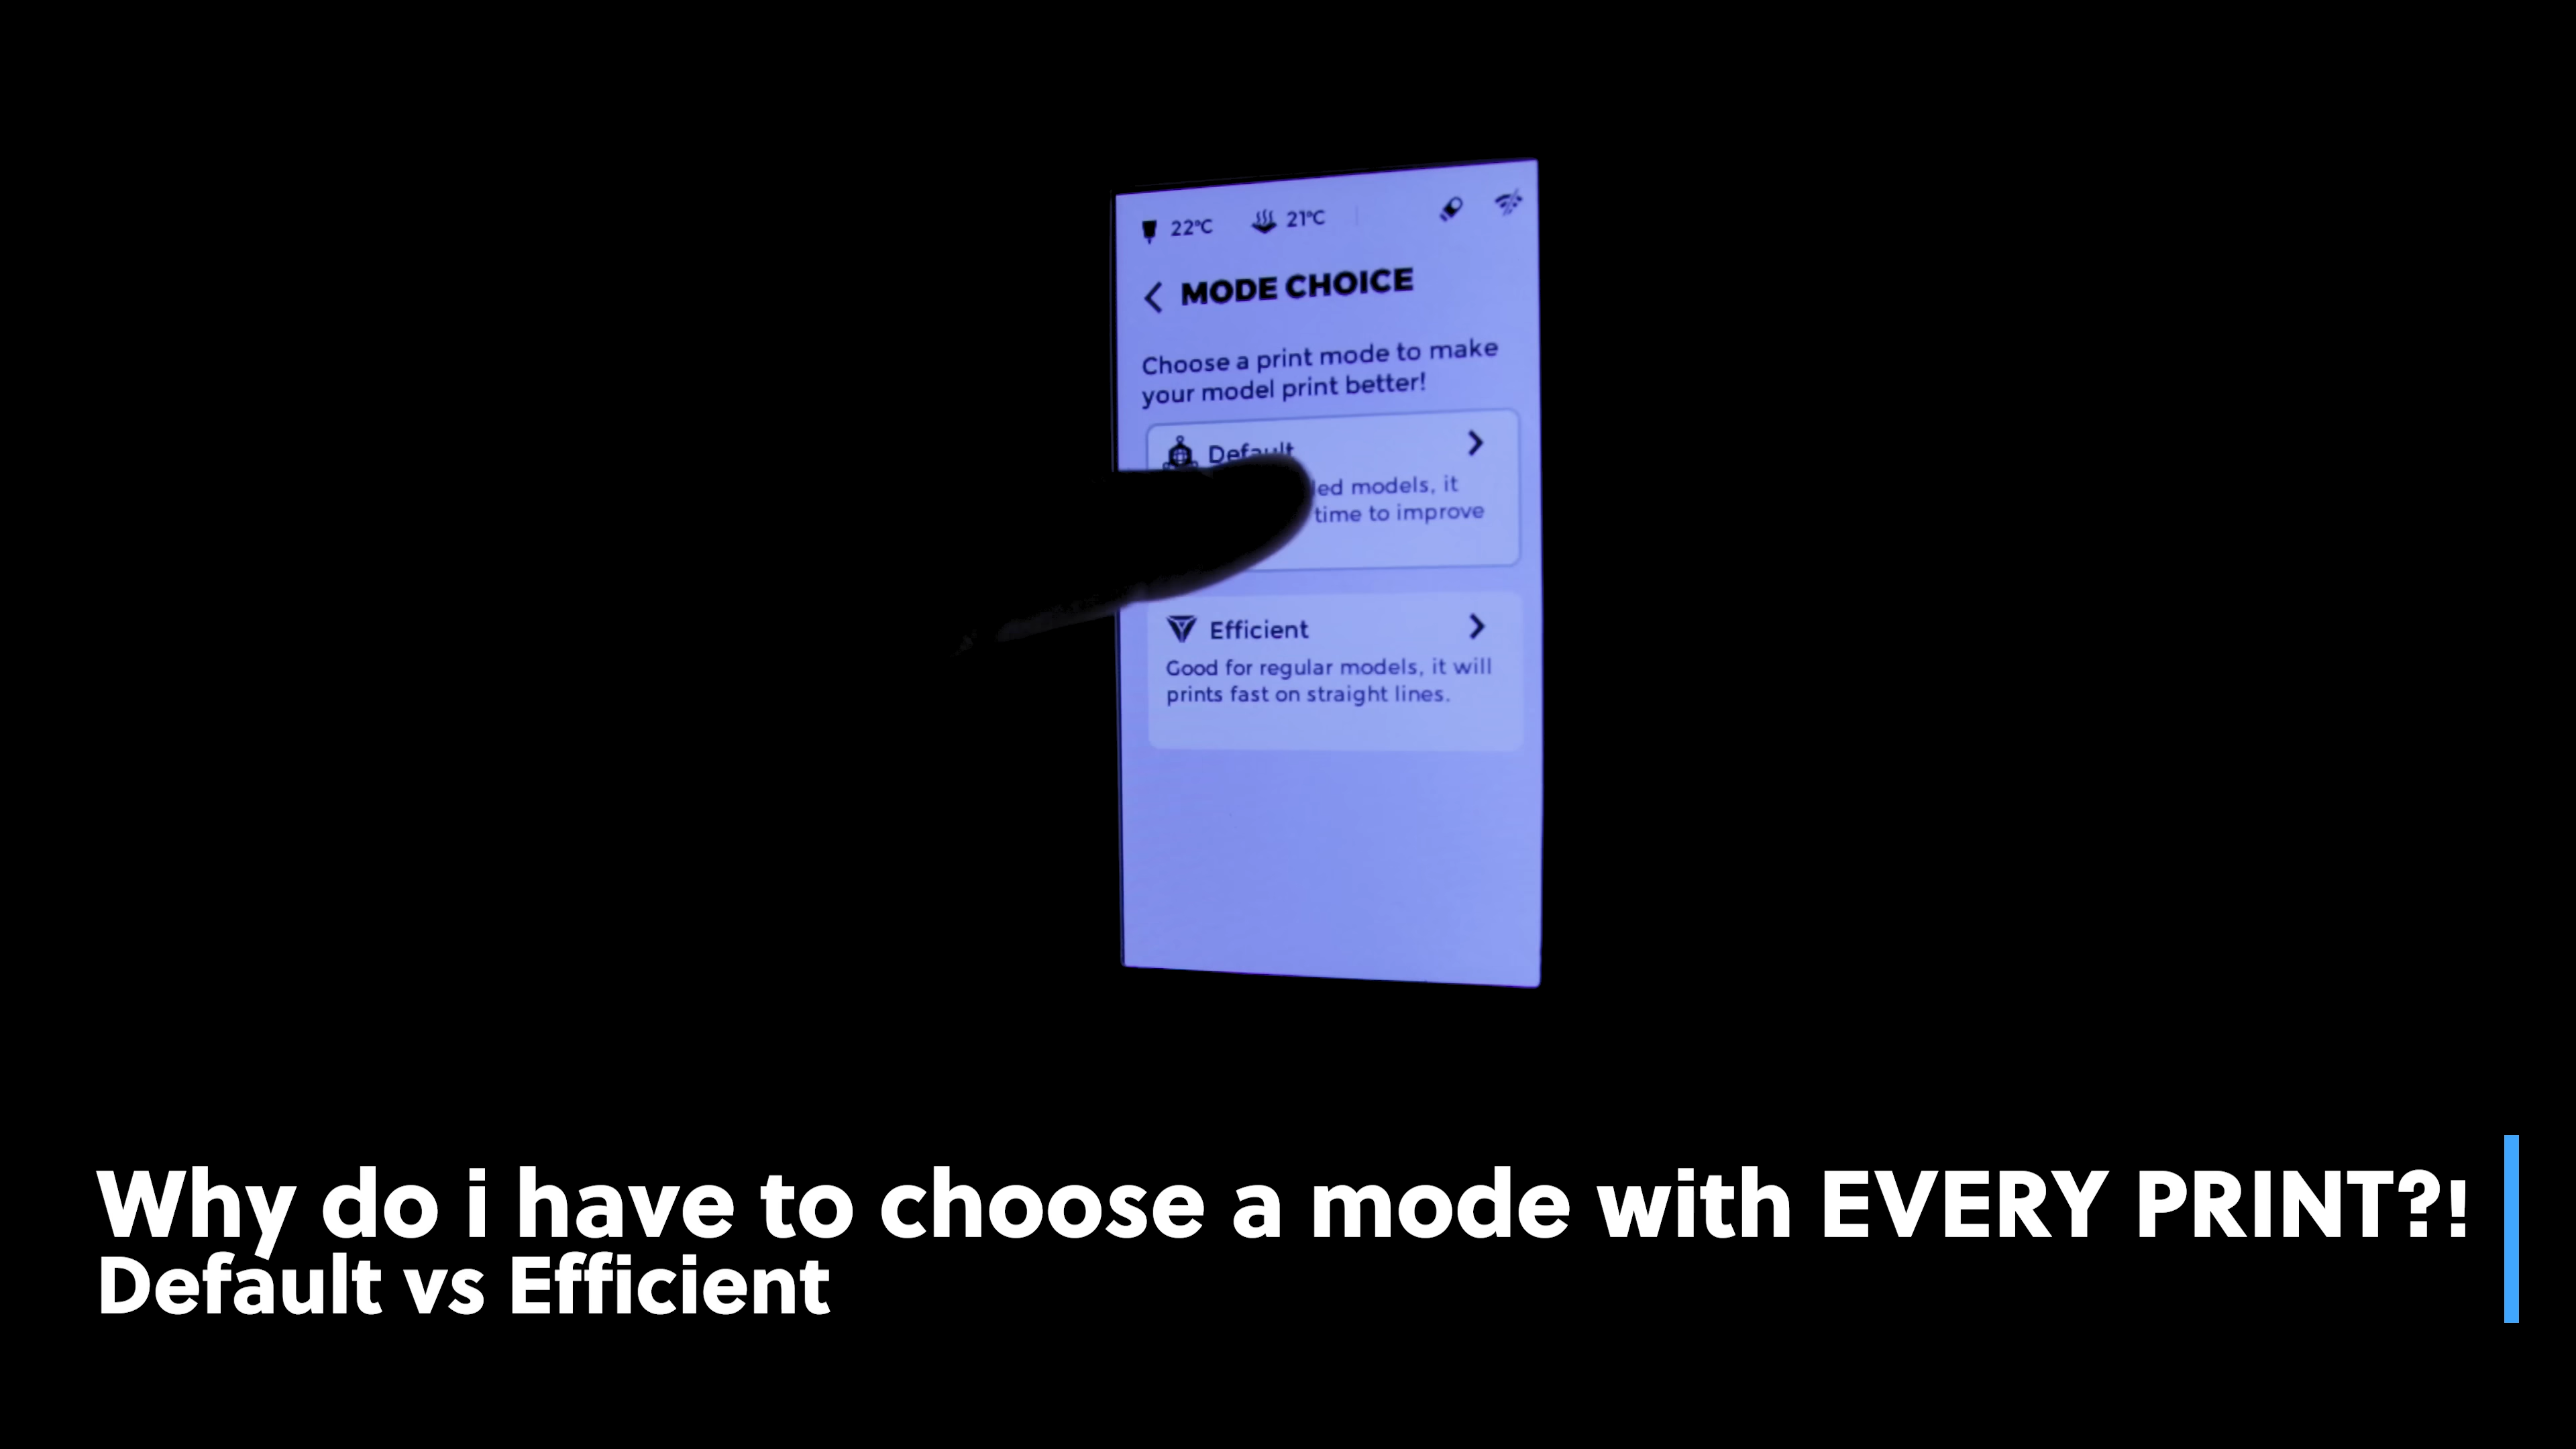 22°C 21°C
MODE CHOICE
Choose a print mode to make
your model print better!
Default
models, it
time to improve
Efficient
Good for regular models, it will
prints fast on straight lines.
Why do i have to choose a mode with EVERY PRINT?!
Default vs Efficient